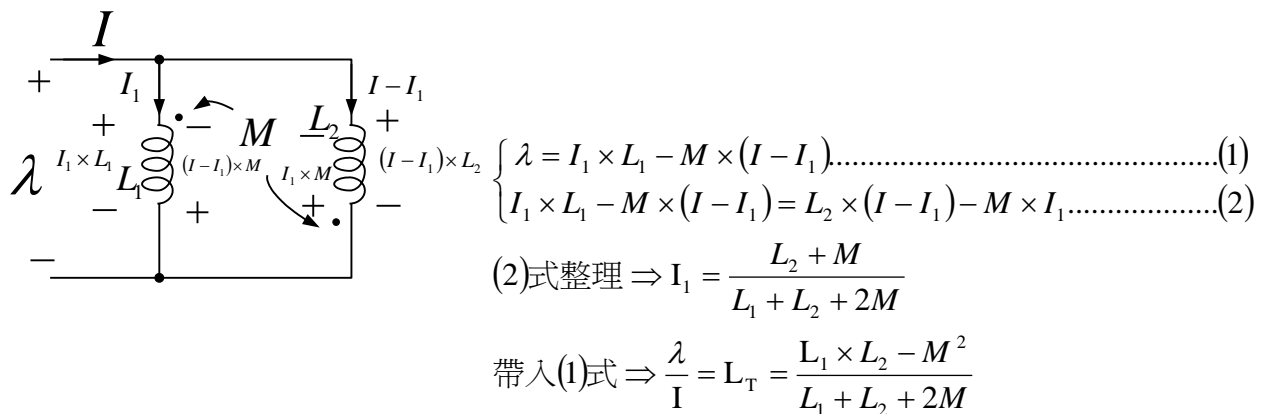 I
+
I₁
I − I₁
+ − M L₂ − +
λ I₁ × L₁ L₁ (I − I₁) × M I₁ × M (I − I₁) × L₂
− + + −
−
{ λ = I₁ × L₁ − M × (I − I₁)................................................(1)
I₁ × L₁ − M × (I − I₁) = L₂ × (I − I₁) − M × I₁...................(2)
(2)式整理 ⇒ I₁ = (L₂ + M) / (L₁ + L₂ + 2M)
帶入(1)式 ⇒ λ / I = L_T = (L₁ × L₂ − M²) / (L₁ + L₂ + 2M)